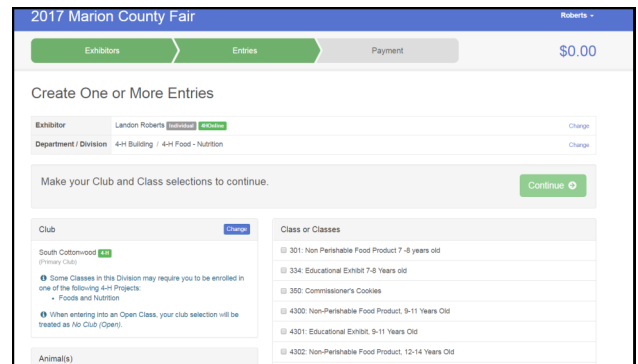 2017 Marion County Fair
Roberts
Exhibitors
Entries
Payment
$0.00
Create One or More Entries
Exhibitor Landon Roberts Individual 4HOnline Change
Department / Division 4-H Building / 4-H Food - Nutrition Change
Make your Club and Class selections to continue.
Continue
Club Change
South Cottonwood 4-H
(Primary Club)
Some Classes in this Division may require you to be enrolled in
one of the following 4-H Projects:
• Foods and Nutrition
When entering into an Open Class, your club selection will be
treated as No Club (Open).
Animal(s)
Class or Classes
301: Non Perishable Food Product 7 -8 years old
334: Educational Exhibit 7-8 Years old
350: Commissioner's Cookies
4300: Non-Perishable Food Product, 9-11 Years Old
4301: Educational Exhibit, 9-11 Years Old
4302: Non-Perishable Food Product, 12-14 Years Old